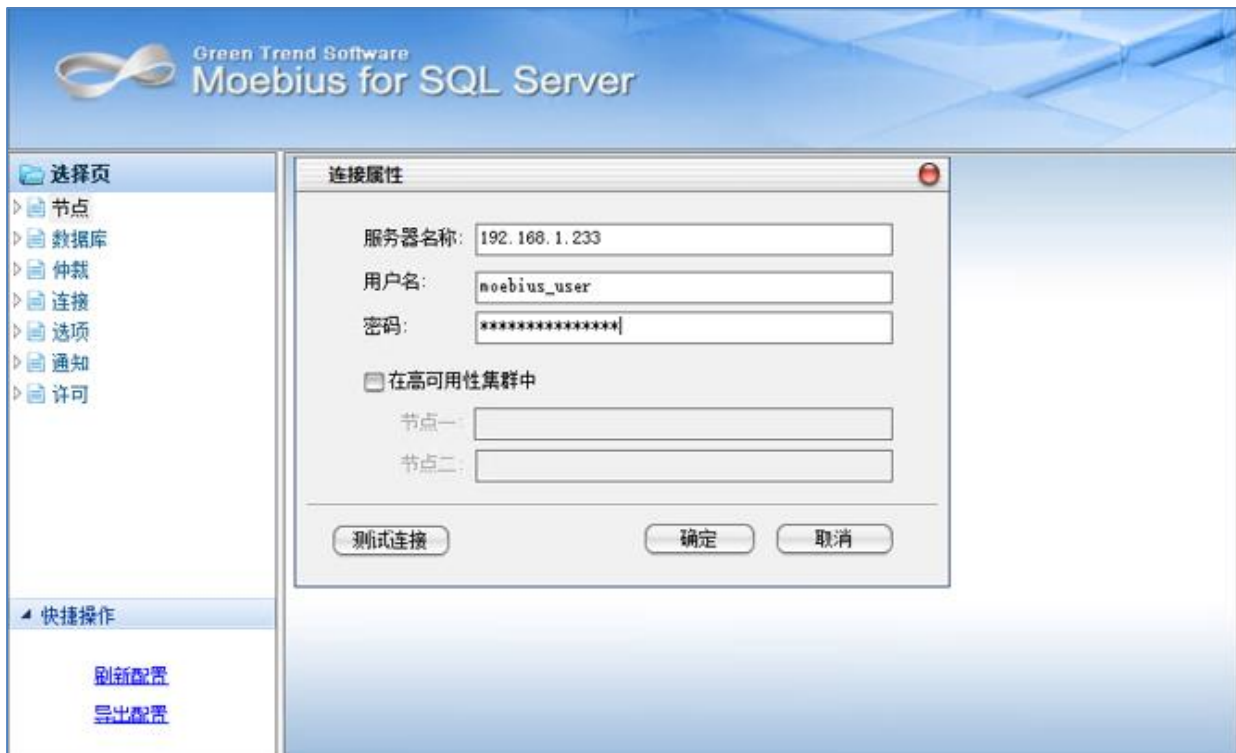 Green Trend Software
Moebius for SQL Server
选择页
节点
数据库
仲裁
连接
选项
通知
许可
快捷操作
刷新配置
导出配置
连接属性
服务器名称: 192.168.1.233
用户名: moebius_user
密码: ***************
在高可用性集群中
节点一:
节点二:
测试连接 确定 取消